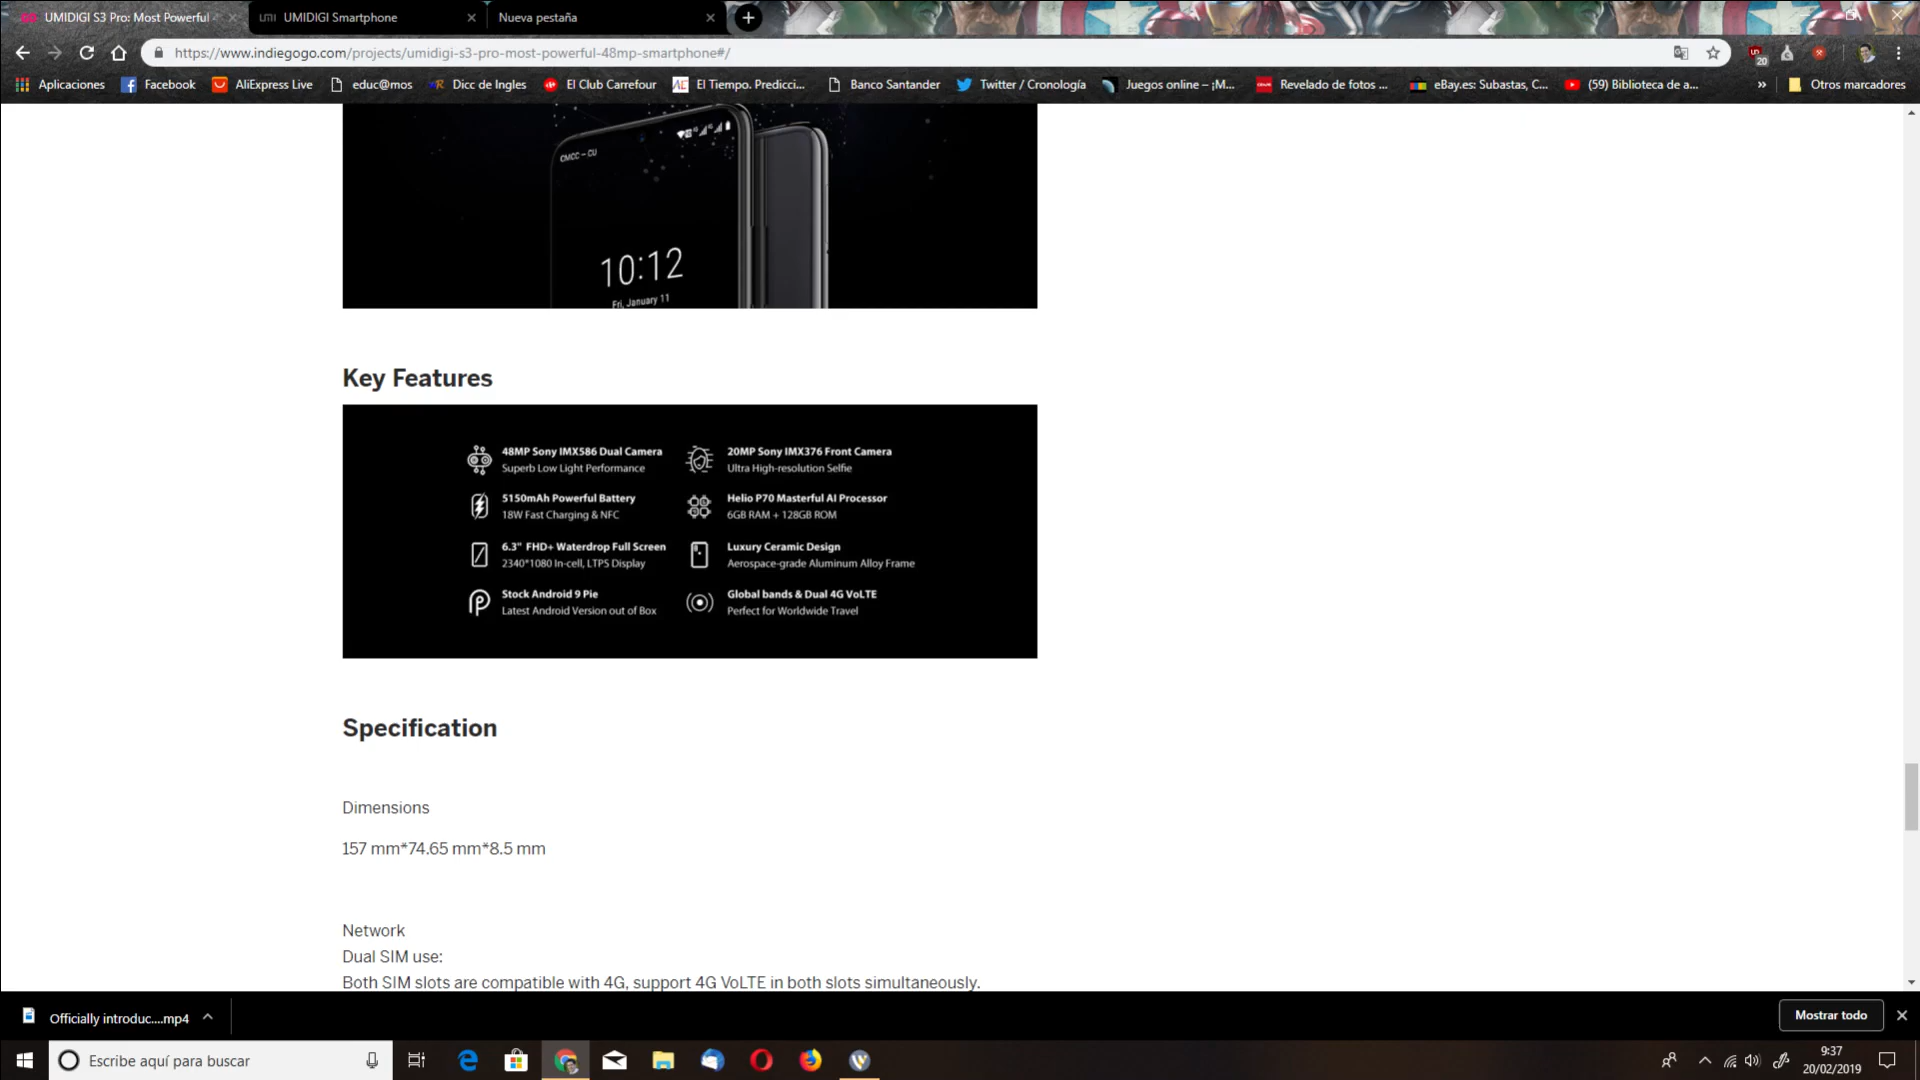 UMIDIGI S3 Pro: Most Powerful
UMIDIGI Smartphone
Nueva pestaña
https://www.indiegogo.com/projects/umidigi-s3-pro-most-powerful-48mp-smartphone#/
20
Aplicaciones
Facebook
AliExpress Live
educ@mos
Dicc de Ingles
El Club Carrefour
El Tiempo. Predicci...
Banco Santander
Twitter / Cronología
Juegos online – ¡M...
Revelado de fotos ...
eBay.es: Subastas, C...
(59) Biblioteca de a...
»
Otros marcadores
CMCC – CU
10:12
Fri, January 11
Key Features
48MP Sony IMX586 Dual Camera
Superb Low Light Performance
20MP Sony IMX376 Front Camera
Ultra High-resolution Selfie
5150mAh Powerful Battery
18W Fast Charging & NFC
Helio P70 Masterful AI Processor
6GB RAM + 128GB ROM
6.3" FHD+ Waterdrop Full Screen
2340*1080 In-cell, LTPS Display
Luxury Ceramic Design
Aerospace-grade Aluminum Alloy Frame
Stock Android 9 Pie
Latest Android Version out of Box
Global bands & Dual 4G VoLTE
Perfect for Worldwide Travel
Specification
Dimensions
157 mm*74.65 mm*8.5 mm
Network
Dual SIM use:
Both SIM slots are compatible with 4G, support 4G VoLTE in both slots simultaneously.
Officially introduc....mp4
Mostrar todo
Escribe aquí para buscar
9:37
20/02/2019